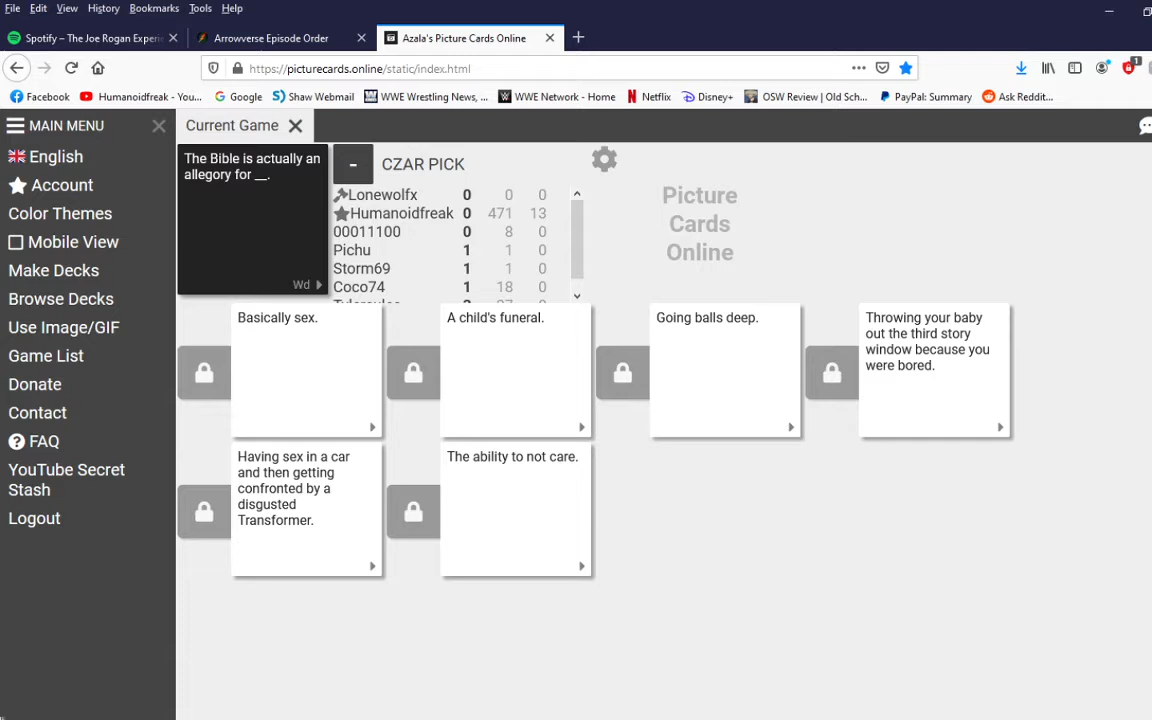 File Edit View History Bookmarks Tools Help
Spotify – The Joe Rogan Experi
Arrowverse Episode Order
Azala's Picture Cards Online
https://picturecards.online/static/index.html
1
Facebook
Humanoidfreak - You...
Google
Shaw Webmail
WWE Wrestling News, ...
WWE Network - Home
Netflix
Disney+
OSW Review | Old Sch...
PayPal: Summary
Ask Reddit...
MAIN MENU
English
Account
Color Themes
Mobile View
Make Decks
Browse Decks
Use Image/GIF
Game List
Donate
Contact
FAQ
YouTube Secret
Stash
Logout
Current Game
The Bible is actually an
allegory for __.
Wd
-
CZAR PICK
Lonewolfx 0 0 0
Humanoidfreak 0 471 13
00011100 0 8 0
Pichu 1 1 0
Storm69 1 1 0
Coco74 1 18 0
Picture
Cards
Online
Basically sex.
A child's funeral.
Going balls deep.
Throwing your baby
out the third story
window because you
were bored.
Having sex in a car
and then getting
confronted by a
disgusted
Transformer.
The ability to not care.